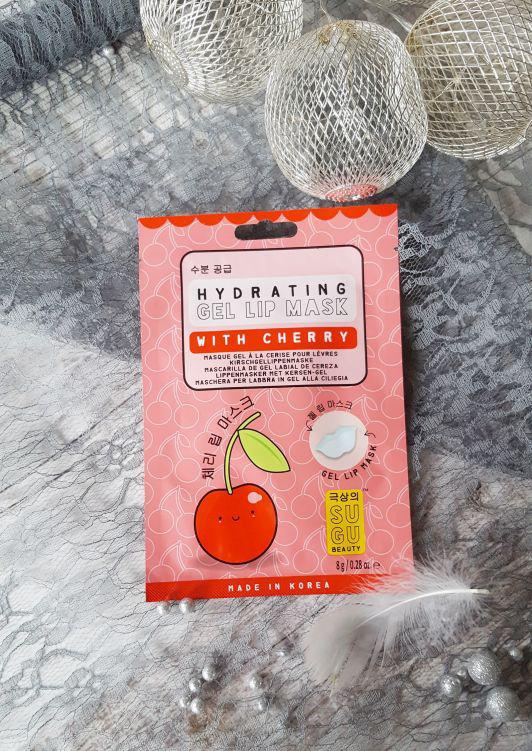 수분 공급
HYDRATING
GEL LIP MASK
WITH CHERRY
MASQUE GEL À LA CERISE POUR LÈVRES
KIRSCHGELLIPPENMASKE
MASCARILLA DE GEL LABIAL DE CEREZA
LIPPENMASKER MET KERSEN-GEL
MASCHERA PER LABBRA IN GEL ALLA CILIEGIA
체리 립 마스크
젤 립 마스크
GEL LIP MASK
극상의
SU
GU
BEAUTY
™
8 g / 0.28 oz. ℮
MADE IN KOREA